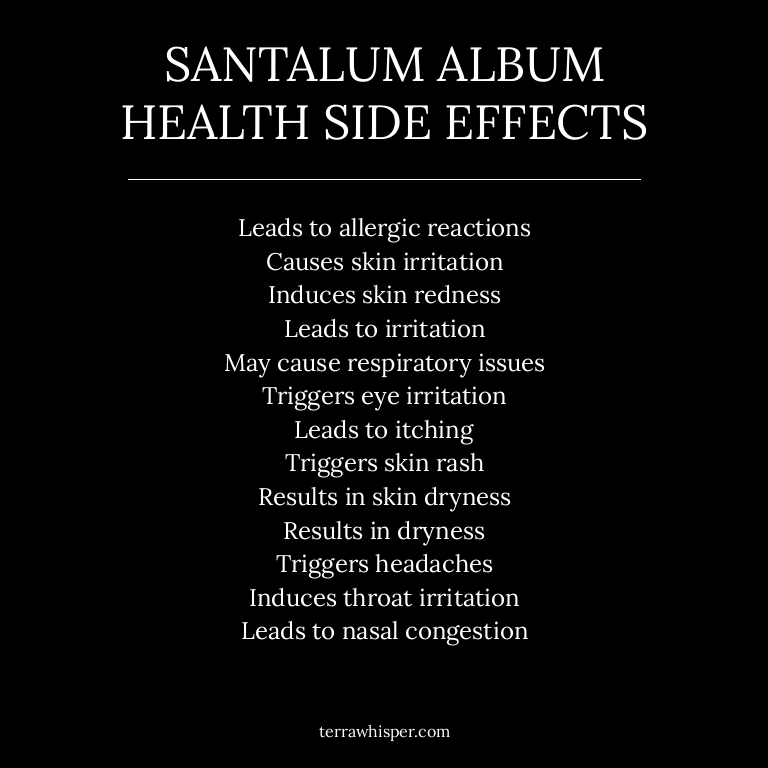 SANTALUM ALBUM
HEALTH SIDE EFFECTS
Leads to allergic reactions
Causes skin irritation
Induces skin redness
Leads to irritation
May cause respiratory issues
Triggers eye irritation
Leads to itching
Triggers skin rash
Results in skin dryness
Results in dryness
Triggers headaches
Induces throat irritation
Leads to nasal congestion
terrawhisper.com